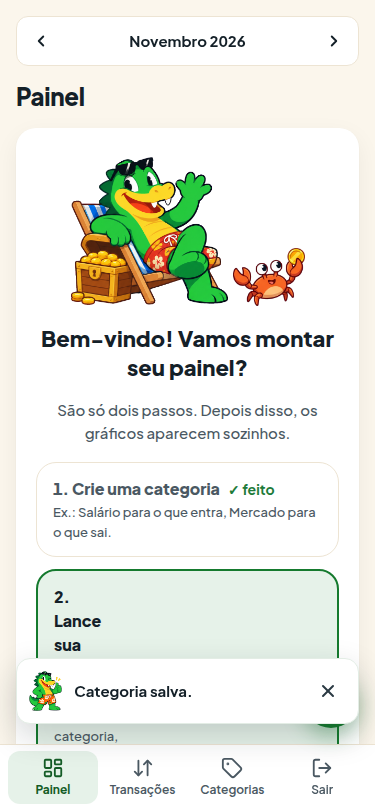 Novembro 2026
Painel
Bem-vindo! Vamos montar
seu painel?
São só dois passos. Depois disso, os
gráficos aparecem sozinhos.
1. Crie uma categoria ✓ feito
Ex.: Salário para o que entra, Mercado para
o que sai.
2.
Lance
sua
Categoria salva.
categoria,
Painel
Transações
Categorias
Sair